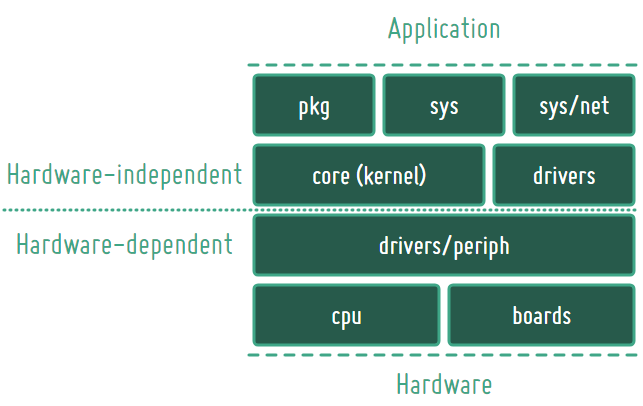 Application
pkg sys sys/net
Hardware-independent core (kernel) drivers
Hardware-dependent drivers/periph
cpu boards
Hardware